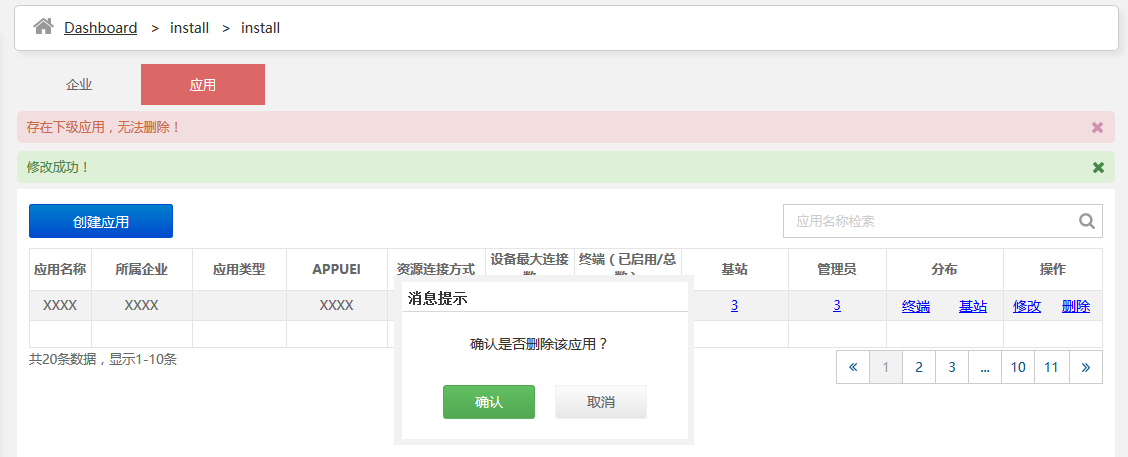 Dashboard > install > install
企业 应用
存在下级应用，无法删除！
修改成功！
创建应用 应用名称检索
应用名称 所属企业 应用类型 APPUEI 资源连接方式 设备最大连接数 终端（已启用/总数） 基站 管理员 分布 操作
XXXX XXXX XXXX 3 3 终端 基站 修改 删除
消息提示
确认是否删除该应用？
确认 取消
共20条数据，显示1-10条
« 1 2 3 ... 10 11 »